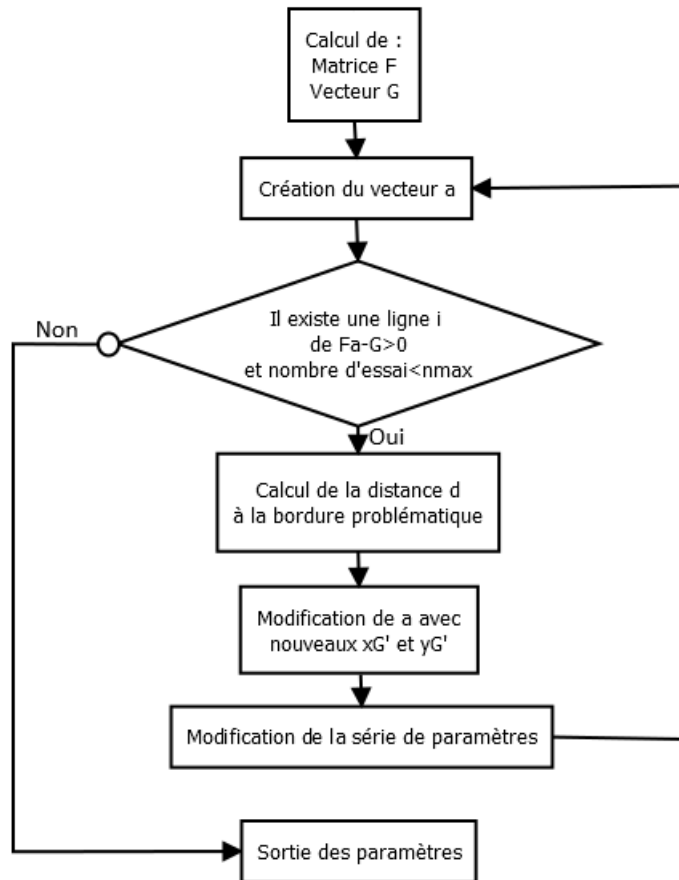 Calcul de :
Matrice F
Vecteur G
Création du vecteur a
Il existe une ligne i
de Fa-G>0
et nombre d'essai<nmax
Non
Oui
Calcul de la distance d
à la bordure problématique
Modification de a avec
nouveaux xG' et yG'
Modification de la série de paramètres
Sortie des paramètres